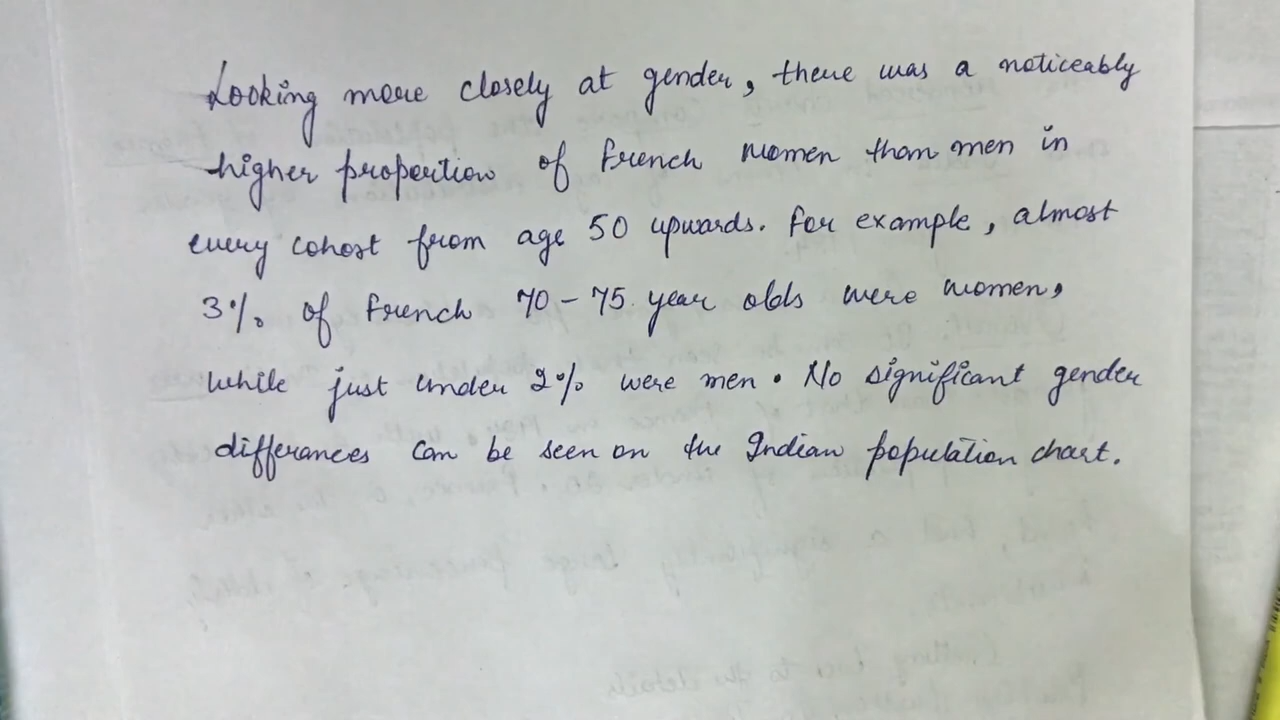 Looking more closely at gender, there was a noticeably
higher proportion of French women than men in
every cohort from age 50 upwards. For example, almost
3% of French 70-75 year olds were women,
while just under 2% were men. No significant gender
differances can be seen on the Indian population chart.